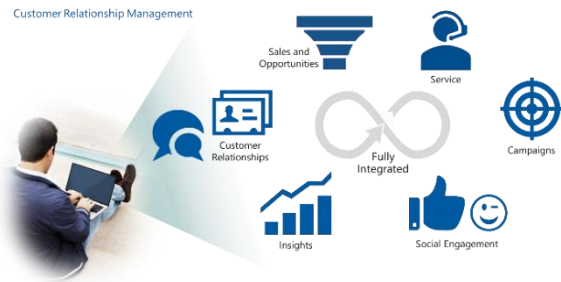 Customer Relationship Management
Sales and
Opportunities
Service
Customer
Relationships
Fully
Integrated
Campaigns
Insights
Social Engagement